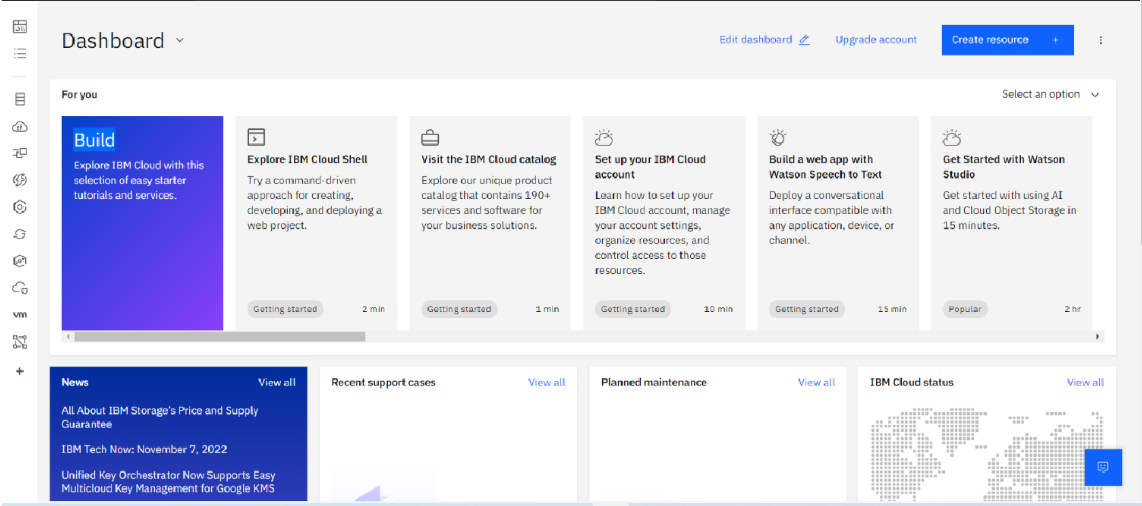 Dashboard
Edit dashboard
Upgrade account
Create resource +
For you
Select an option
Build
Explore IBM Cloud with this
selection of easy starter
tutorials and services.
Explore IBM Cloud Shell
Try a command-driven
approach for creating,
developing, and deploying a
web project.
Getting started
2 min
Visit the IBM Cloud catalog
Explore our unique product
catalog that contains 190+
services and software for
your business solutions.
Getting started
1 min
Set up your IBM Cloud
account
Learn how to set up your
IBM Cloud account, manage
your account settings,
organize resources, and
control access to those
resources.
Getting started
10 min
Build a web app with
Watson Speech to Text
Deploy a conversational
interface compatible with
any application, device, or
channel.
Getting started
15 min
Get Started with Watson
Studio
Get started with using AI
and Cloud Object Storage in
15 minutes.
Popular
2 hr
vm
News
View all
All About IBM Storage's Price and Supply
Guarantee
IBM Tech Now: November 7, 2022
Unified Key Orchestrator Now Supports Easy
Multicloud Key Management for Google KMS
Recent support cases
View all
Planned maintenance
View all
IBM Cloud status
View all